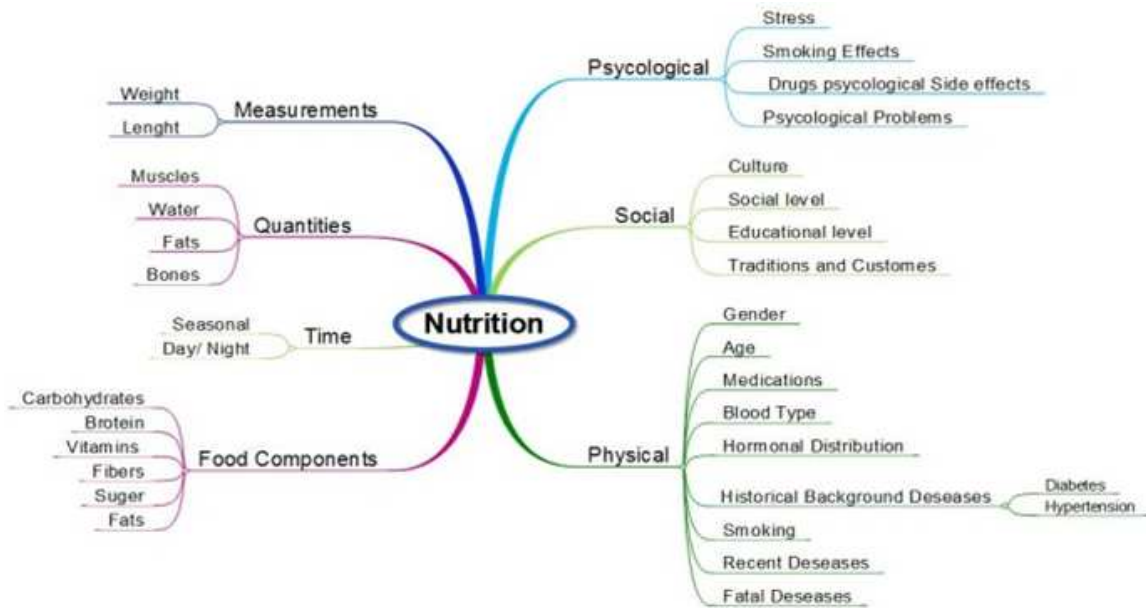 Nutrition
Psycological
Stress
Smoking Effects
Drugs psycological Side effects
Psycological Problems
Social
Culture
Social level
Educational level
Traditions and Customes
Physical
Gender
Age
Medications
Blood Type
Hormonal Distribution
Historical Background Deseases
Diabetes
Hypertension
Smoking
Recent Deseases
Fatal Deseases
Measurements
Weight
Lenght
Quantities
Muscles
Water
Fats
Bones
Time
Seasonal
Day/ Night
Food Components
Carbohydrates
Brotein
Vitamins
Fibers
Suger
Fats